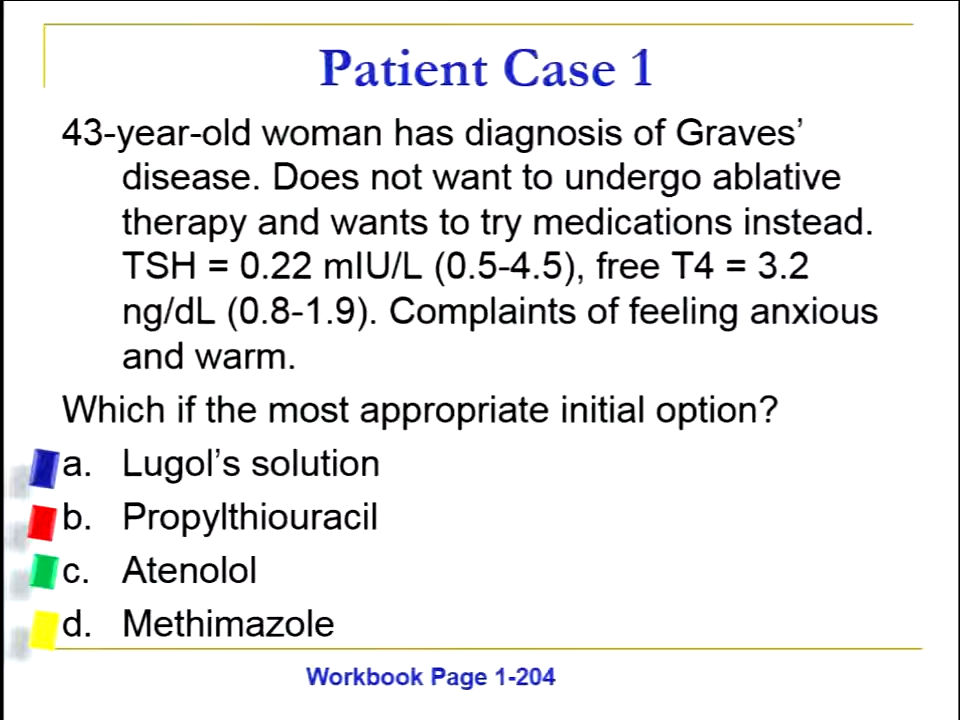 Patient Case 1
43-year-old woman has diagnosis of Graves’
disease. Does not want to undergo ablative
therapy and wants to try medications instead.
TSH = 0.22 mIU/L (0.5-4.5), free T4 = 3.2
ng/dL (0.8-1.9). Complaints of feeling anxious
and warm.
Which if the most appropriate initial option?
a. Lugol’s solution
b. Propylthiouracil
c. Atenolol
d. Methimazole
Workbook Page 1-204